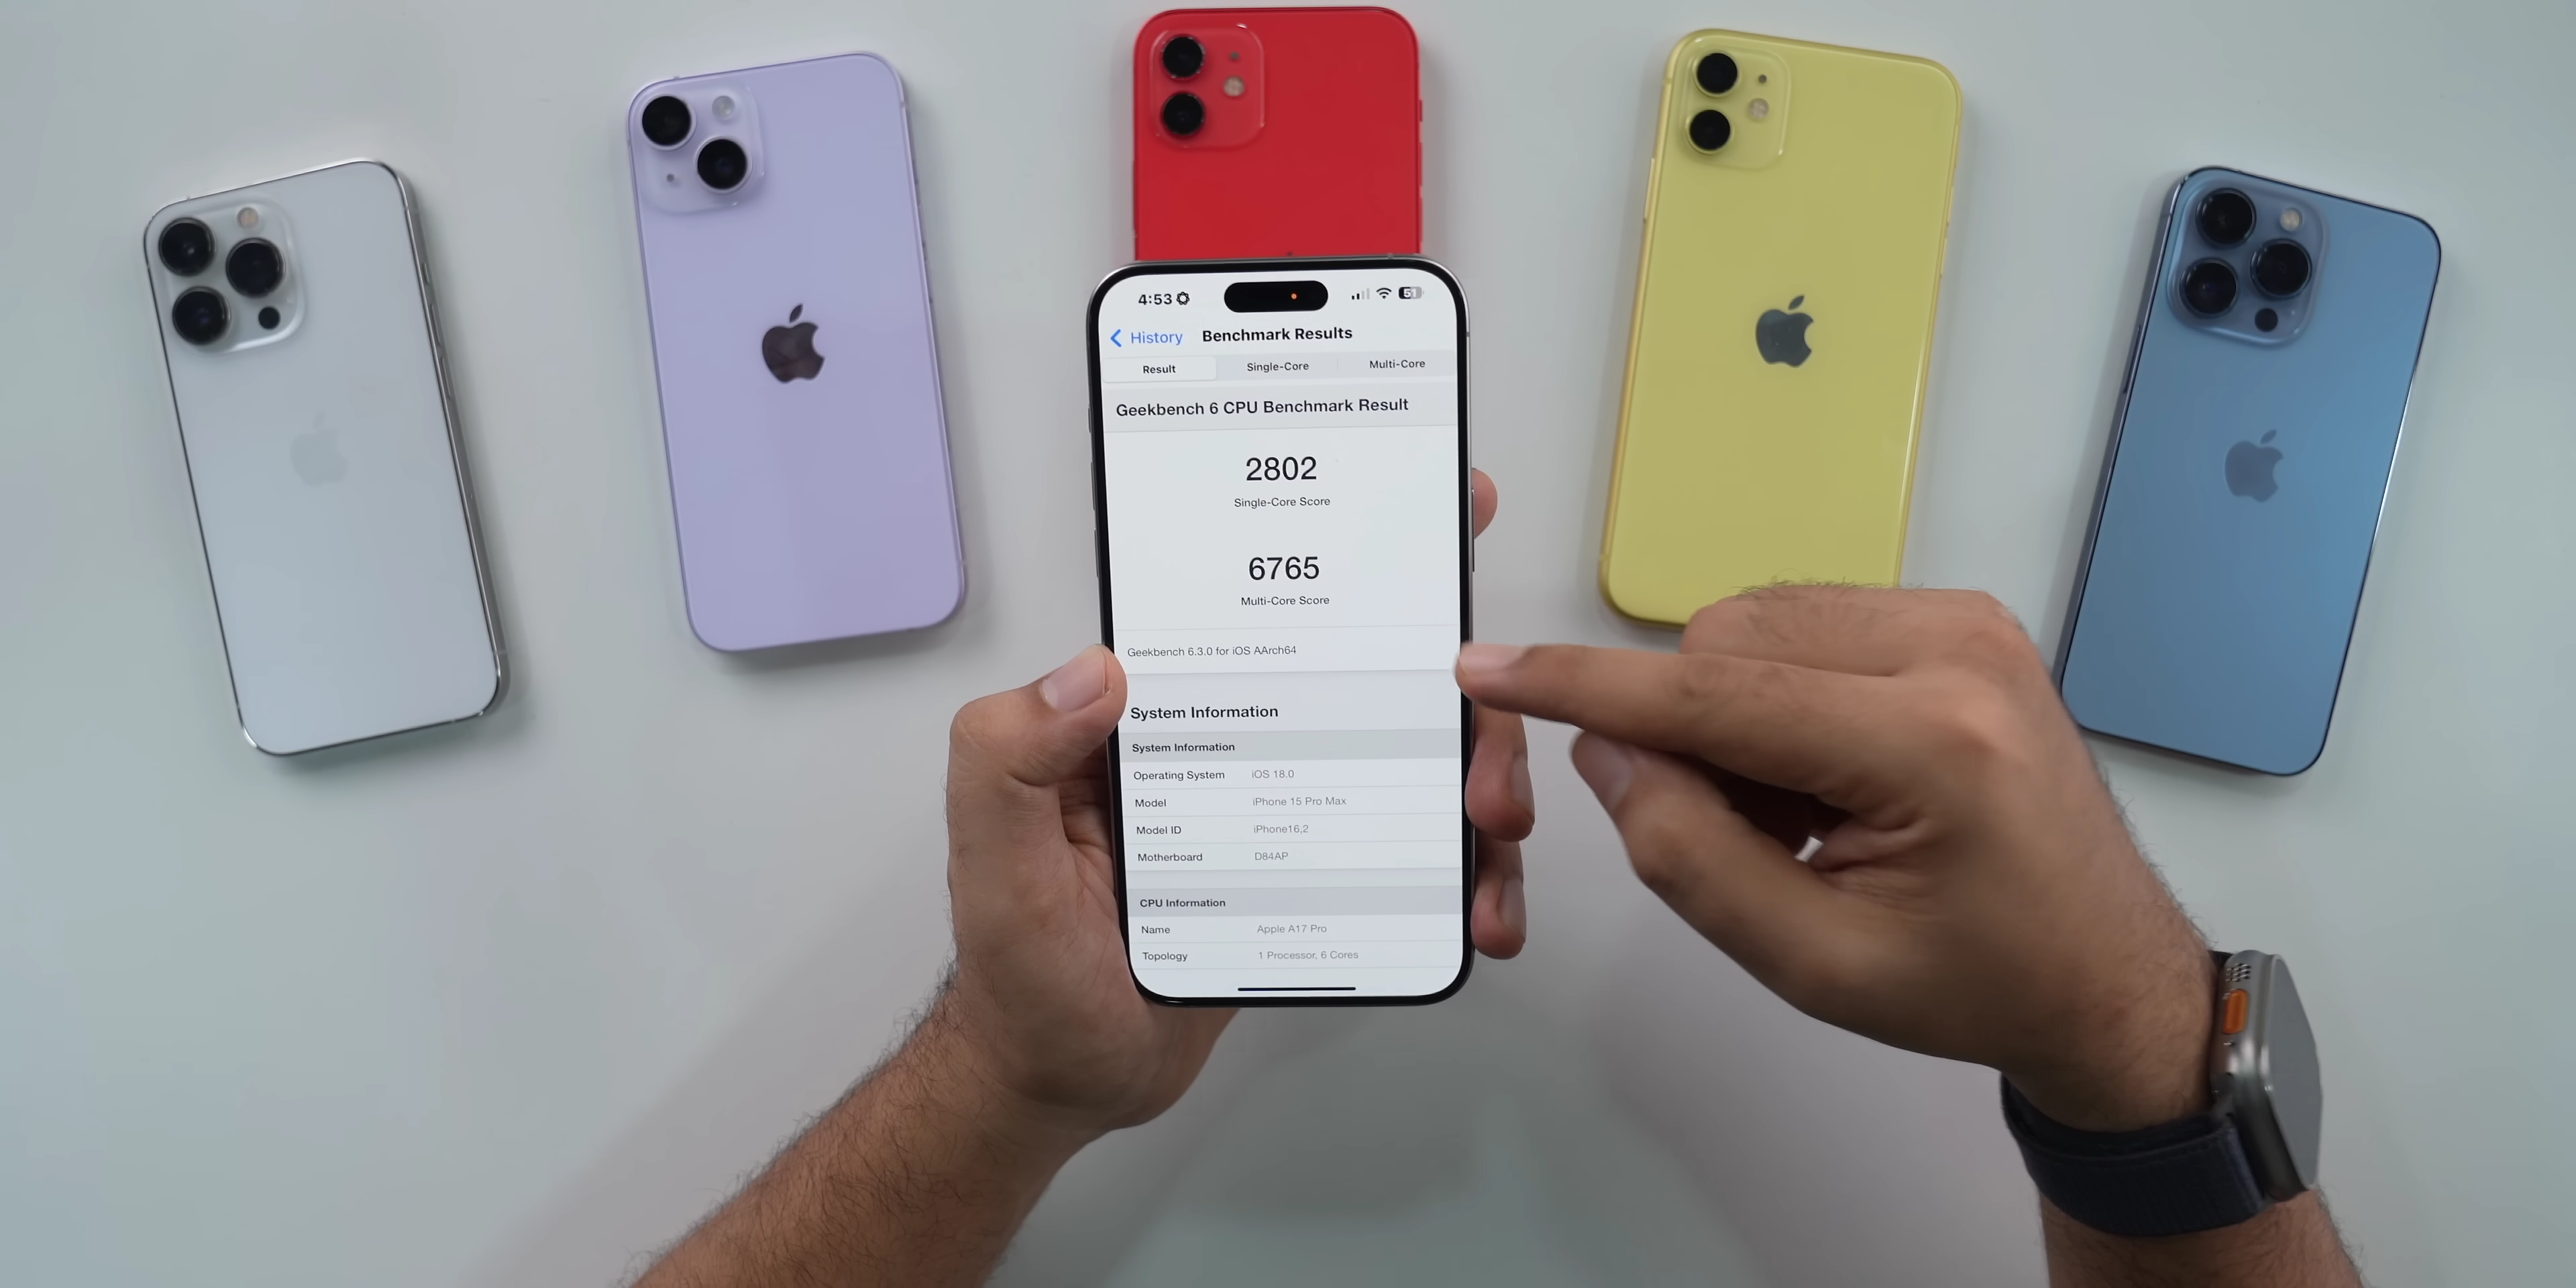 4:53
51
History
Benchmark Results
Result
Single-Core
Multi-Core
Geekbench 6 CPU Benchmark Result
2802
Single-Core Score
6765
Multi-Core Score
Geekbench 6.3.0 for iOS AArch64
System Information
System Information
Operating System iOS 18.0
Model iPhone 15 Pro Max
Model ID iPhone16,2
Motherboard D84AP
CPU Information
Name Apple A17 Pro
Topology 1 Processor, 6 Cores